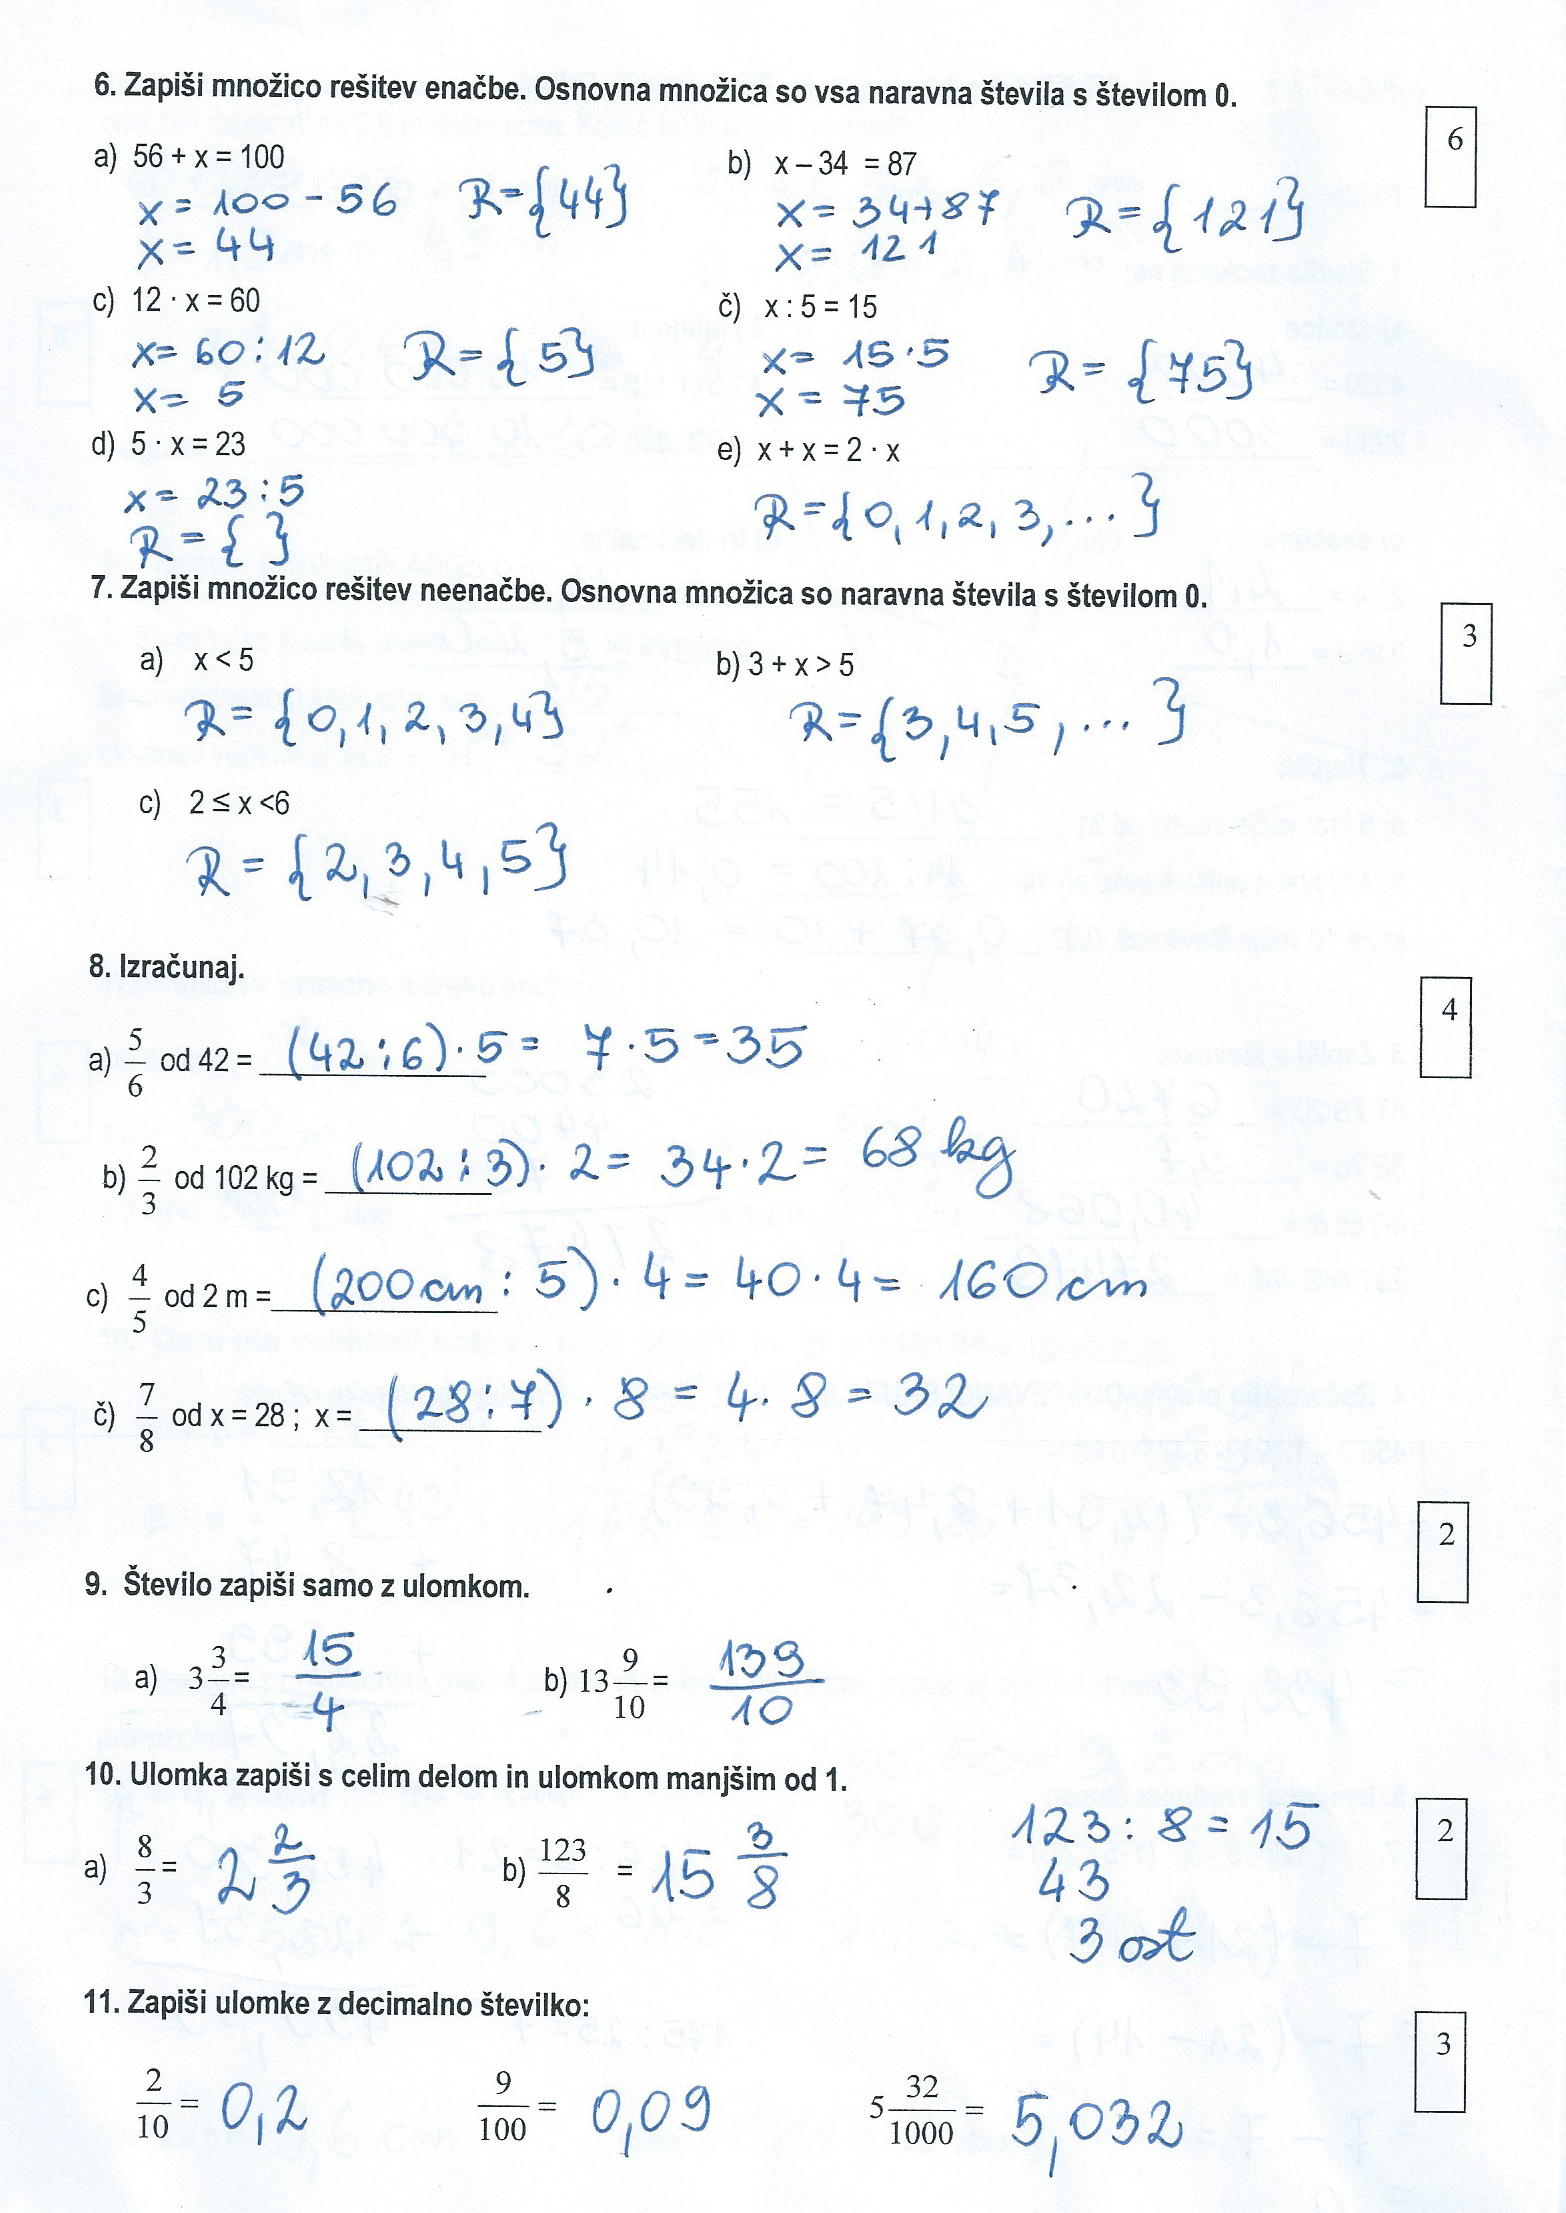 6. Zapiši množico rešitev enačbe. Osnovna množica so vsa naravna števila s številom 0.
6
a) 56 + x = 100
x = 100 - 56 R = {44}
x = 44
b) x – 34 = 87
x = 34+87 R = {121}
x = 121
c) 12 · x = 60
x = 60 : 12 R = {5}
x = 5
č) x : 5 = 15
x = 15 · 5 R = {75}
x = 75
d) 5 · x = 23
x = 23 : 5
R = { }
e) x + x = 2 · x
R = {0, 1, 2, 3, ... }
7. Zapiši množico rešitev neenačbe. Osnovna množica so naravna števila s številom 0.
3
a) x < 5
R = {0, 1, 2, 3, 4}
b) 3 + x > 5
R = {3, 4, 5, ... }
c) 2 ≤ x <6
R = {2, 3, 4, 5}
8. Izračunaj.
4
a) 5/6 od 42 = (42 : 6) · 5 = 7 · 5 = 35
b) 2/3 od 102 kg = (102 : 3) · 2 = 34 · 2 = 68 kg
c) 4/5 od 2 m = (200 cm : 5) · 4 = 40 · 4 = 160 cm
č) 7/8 od x = 28 ; x = (28 : 7) · 8 = 4 · 8 = 32
2
9. Število zapiši samo z ulomkom.
a) 3 3/4 = 15/4 b) 13 9/10 = 139/10
10. Ulomka zapiši s celim delom in ulomkom manjšim od 1.
2
a) 8/3 = 2 2/3 b) 123/8 = 15 3/8
123 : 8 = 15
43
3 ost
11. Zapiši ulomke z decimalno številko:
3
2/10 = 0,2 9/100 = 0,09 5 32/1000 = 5,032